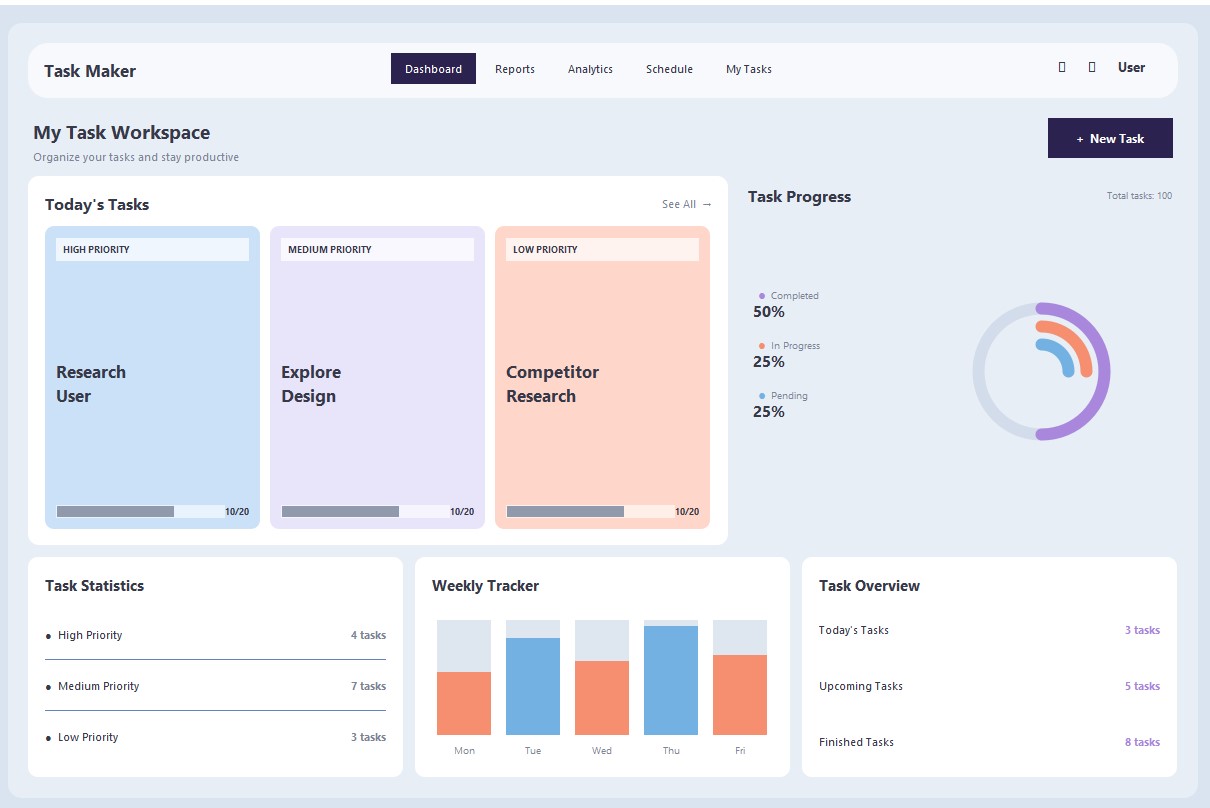 Task Maker
Dashboard
Reports
Analytics
Schedule
My Tasks
User
My Task Workspace
Organize your tasks and stay productive
+ New Task
Today's Tasks
See All →
HIGH PRIORITY
Research
User
10/20
MEDIUM PRIORITY
Explore
Design
10/20
LOW PRIORITY
Competitor
Research
10/20
Task Progress
Total tasks: 100
Completed
50%
In Progress
25%
Pending
25%
Task Statistics
● High Priority
4 tasks
● Medium Priority
7 tasks
● Low Priority
3 tasks
Weekly Tracker
Mon
Tue
Wed
Thu
Fri
Task Overview
Today's Tasks
3 tasks
Upcoming Tasks
5 tasks
Finished Tasks
8 tasks